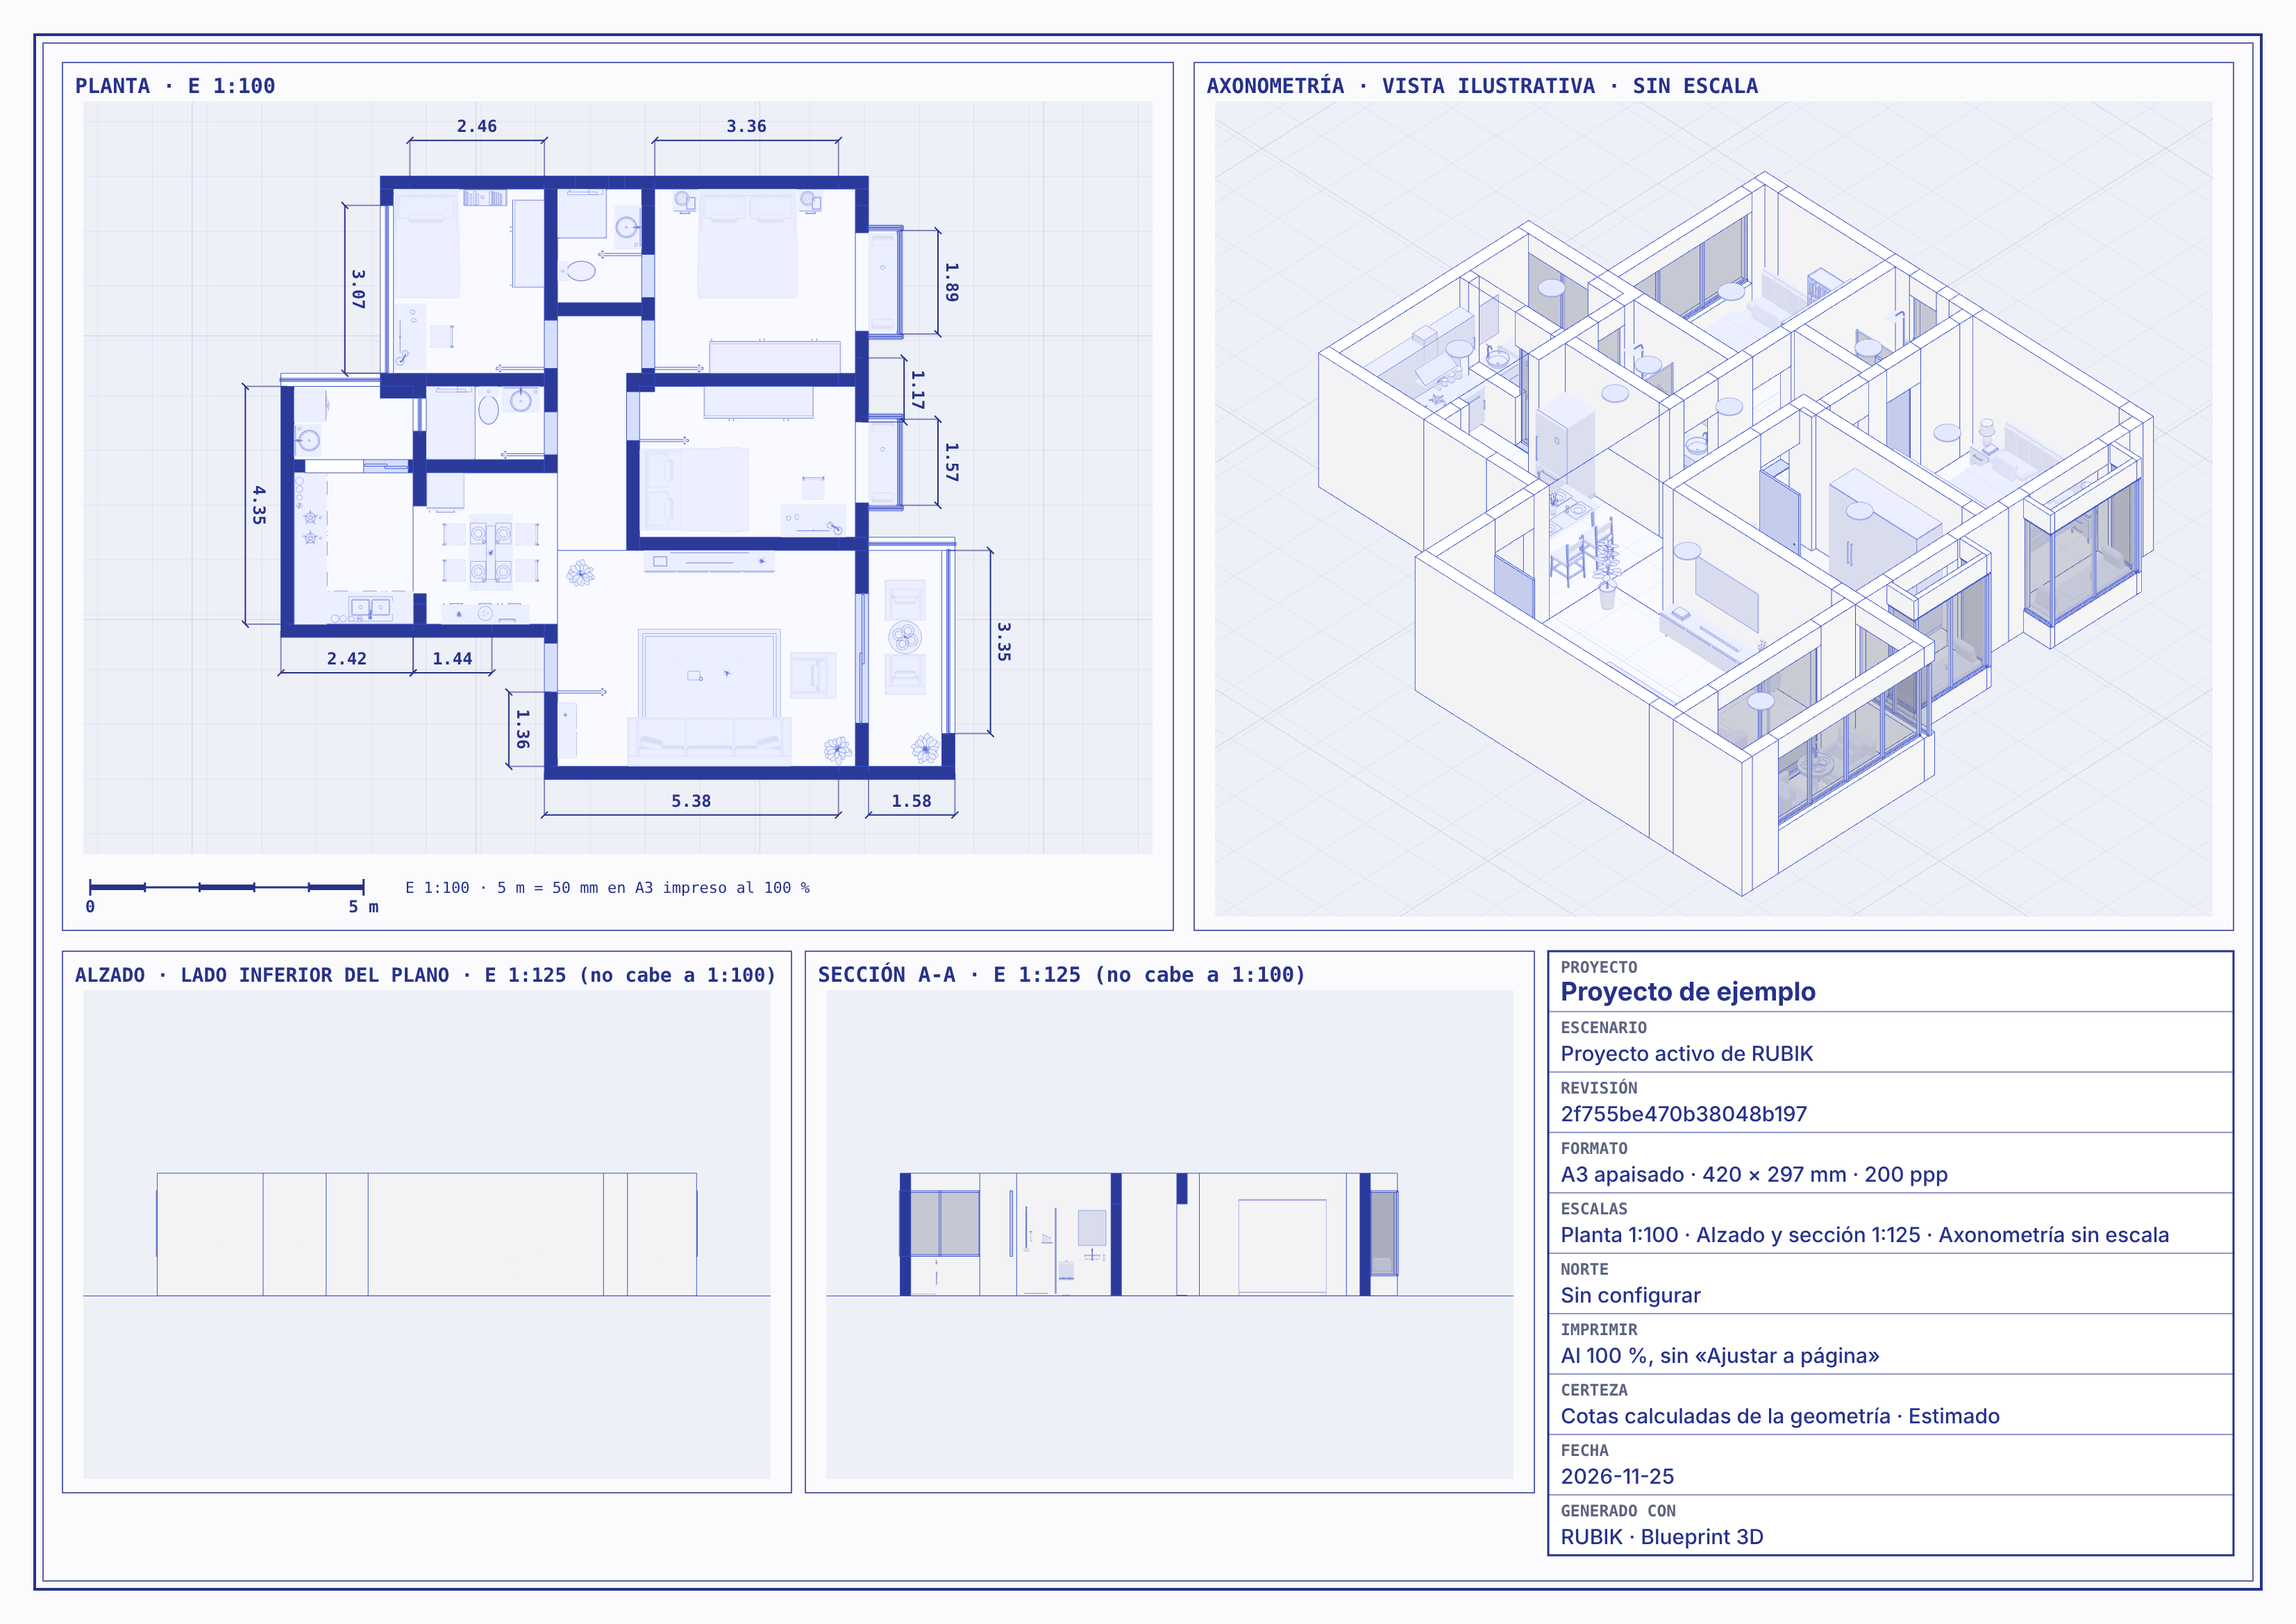 PLANTA · E 1:100
2.46
3.36
3.07
1.89
1.17
1.57
4.35
3.35
2.42
1.44
1.36
5.38
1.58
0
5 m
E 1:100 · 5 m = 50 mm en A3 impreso al 100 %
AXONOMETRÍA · VISTA ILUSTRATIVA · SIN ESCALA
ALZADO · LADO INFERIOR DEL PLANO · E 1:125 (no cabe a 1:100)
SECCIÓN A-A · E 1:125 (no cabe a 1:100)
PROYECTO
Proyecto de ejemplo
ESCENARIO
Proyecto activo de RUBIK
REVISIÓN
2f755be470b38048b197
FORMATO
A3 apaisado · 420 × 297 mm · 200 ppp
ESCALAS
Planta 1:100 · Alzado y sección 1:125 · Axonometría sin escala
NORTE
Sin configurar
IMPRIMIR
Al 100 %, sin «Ajustar a página»
CERTEZA
Cotas calculadas de la geometría · Estimado
FECHA
2026-11-25
GENERADO CON
RUBIK · Blueprint 3D